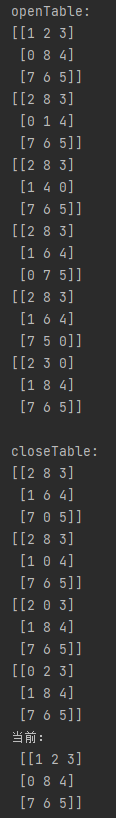 openTable:
[[1 2 3]
 [0 8 4]
 [7 6 5]]
[[2 8 3]
 [0 1 4]
 [7 6 5]]
[[2 8 3]
 [1 4 0]
 [7 6 5]]
[[2 8 3]
 [1 6 4]
 [0 7 5]]
[[2 8 3]
 [1 6 4]
 [7 5 0]]
[[2 3 0]
 [1 8 4]
 [7 6 5]]

closeTable:
[[2 8 3]
 [1 6 4]
 [7 0 5]]
[[2 8 3]
 [1 0 4]
 [7 6 5]]
[[2 0 3]
 [1 8 4]
 [7 6 5]]
[[0 2 3]
 [1 8 4]
 [7 6 5]]
当前:
 [[1 2 3]
 [0 8 4]
 [7 6 5]]